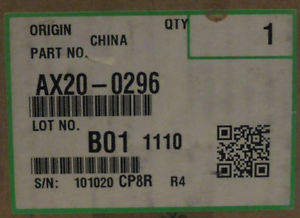 ORIGIN CHINA QTY 1
PART NO.
AX20-0296
LOT NO.
B01 1110
S/N: 101020 CP8R R4